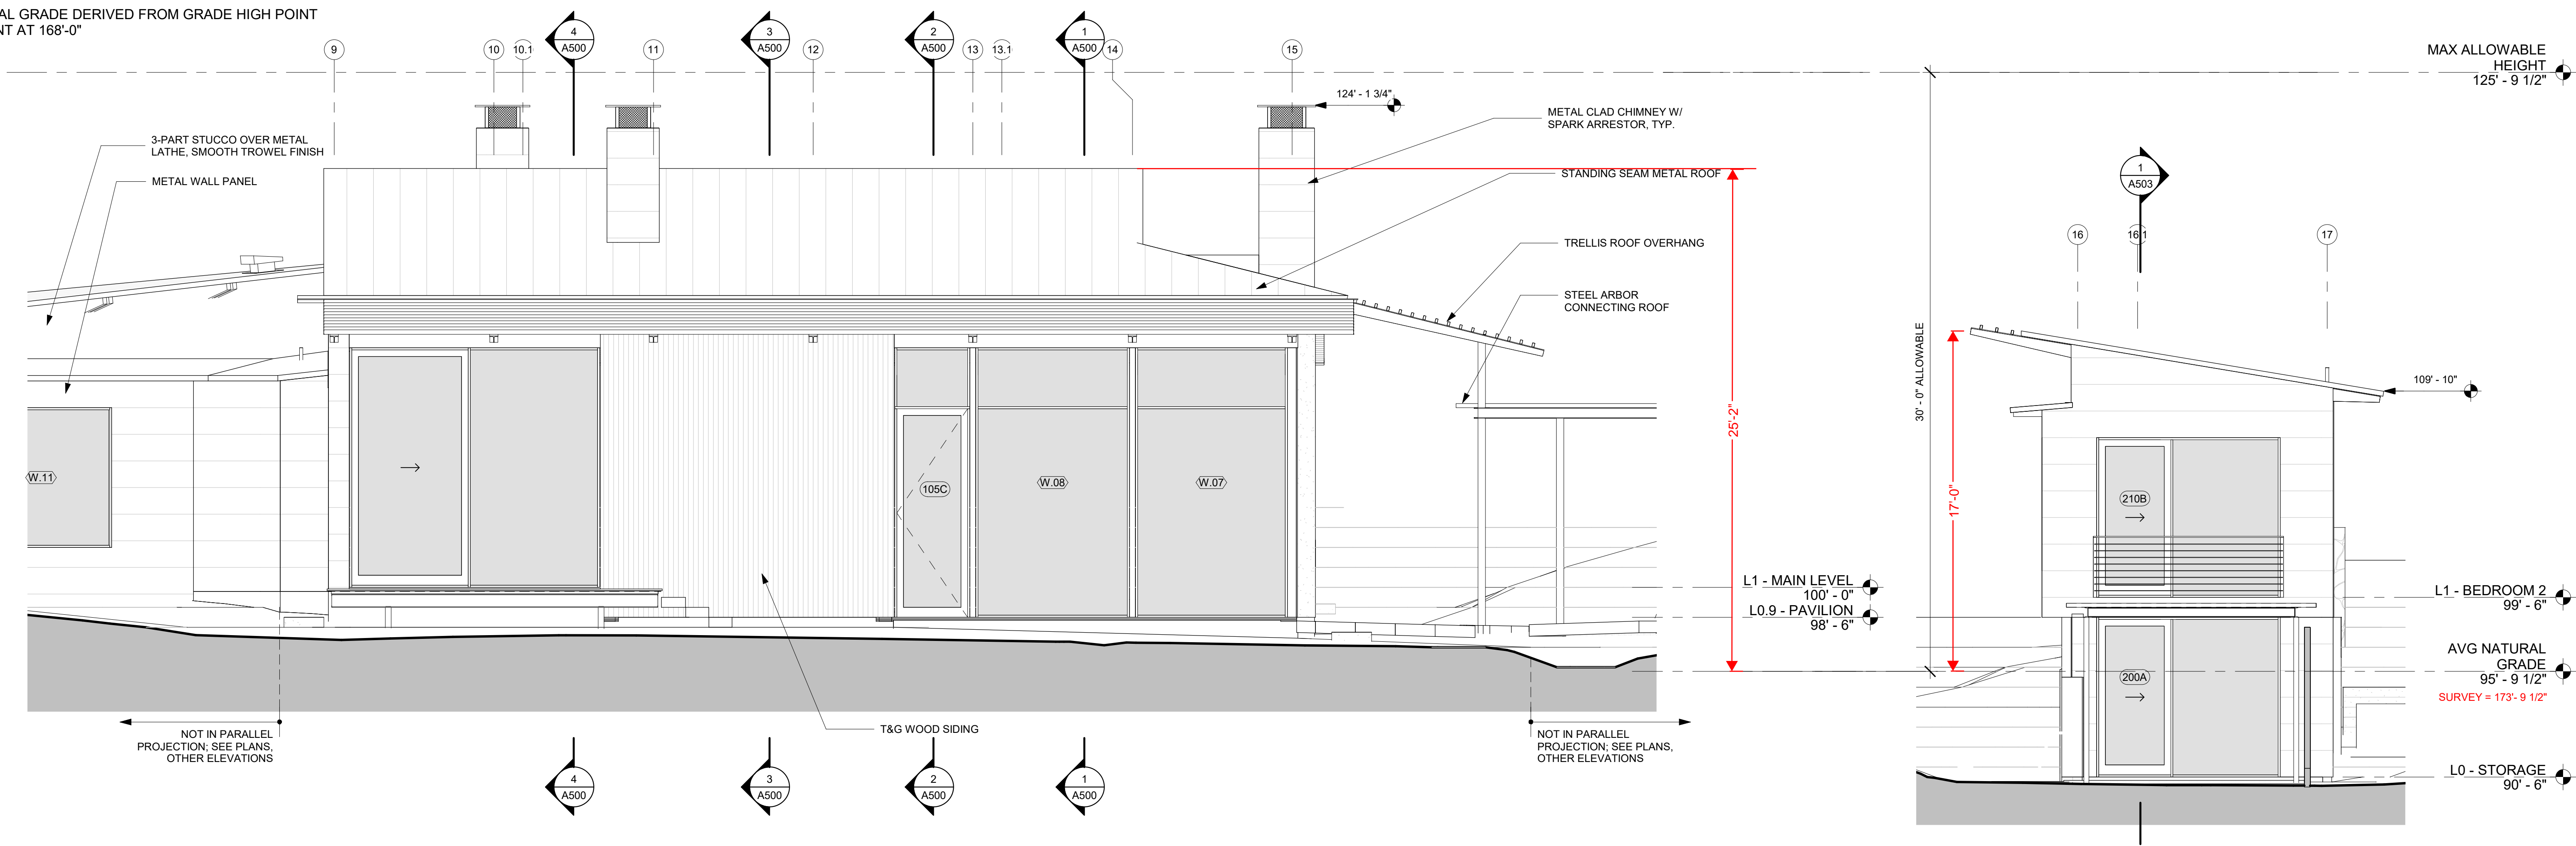 AL GRADE DERIVED FROM GRADE HIGH POINT
NT AT 168'-0"
9
10
10.1
4
A500
11
3
A500
12
2
A500
13
13.1
1
A500
14
15
MAX ALLOWABLE
HEIGHT
125' - 9 1/2"
124' - 1 3/4"
METAL CLAD CHIMNEY W/
SPARK ARRESTOR, TYP.
3-PART STUCCO OVER METAL
LATHE, SMOOTH TROWEL FINISH
METAL WALL PANEL
STANDING SEAM METAL ROOF
1
A503
16
16.1
17
TRELLIS ROOF OVERHANG
STEEL ARBOR
CONNECTING ROOF
30' - 0" ALLOWABLE
109' - 10"
25'-2"
17'-0"
W.11
105C
W.08
W.07
210B
L1 - MAIN LEVEL
100' - 0"
L0.9 - PAVILION
98' - 6"
L1 - BEDROOM 2
99' - 6"
AVG NATURAL
GRADE
95' - 9 1/2"
SURVEY = 173'- 9 1/2"
200A
T&G WOOD SIDING
NOT IN PARALLEL
PROJECTION; SEE PLANS,
OTHER ELEVATIONS
NOT IN PARALLEL
PROJECTION; SEE PLANS,
OTHER ELEVATIONS
L0 - STORAGE
90' - 6"
4
A500
3
A500
2
A500
1
A500